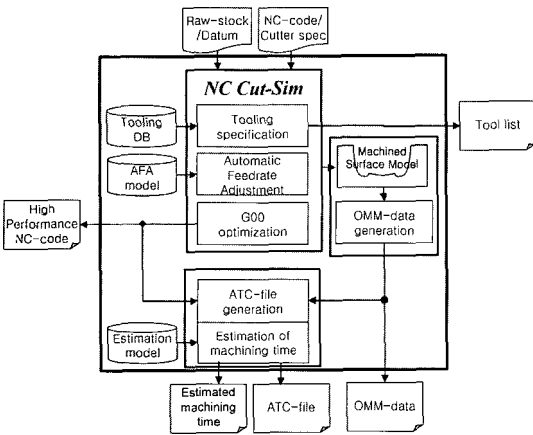 Raw-stock
/Datum
NC-code/
Cutter spec
NC Cut-Sim
Tooling
DB
Tooling
specification
Tool list
AFA
model
Automatic
Feedrate
Adjustment
Machined
Surface Model
High
Performance
NC-code
G00
optimization
OMM-data
generation
ATC-file
generation
Estimation
model
Estimation of
machining time
Estimated
machining
time
ATC-file
OMM-data